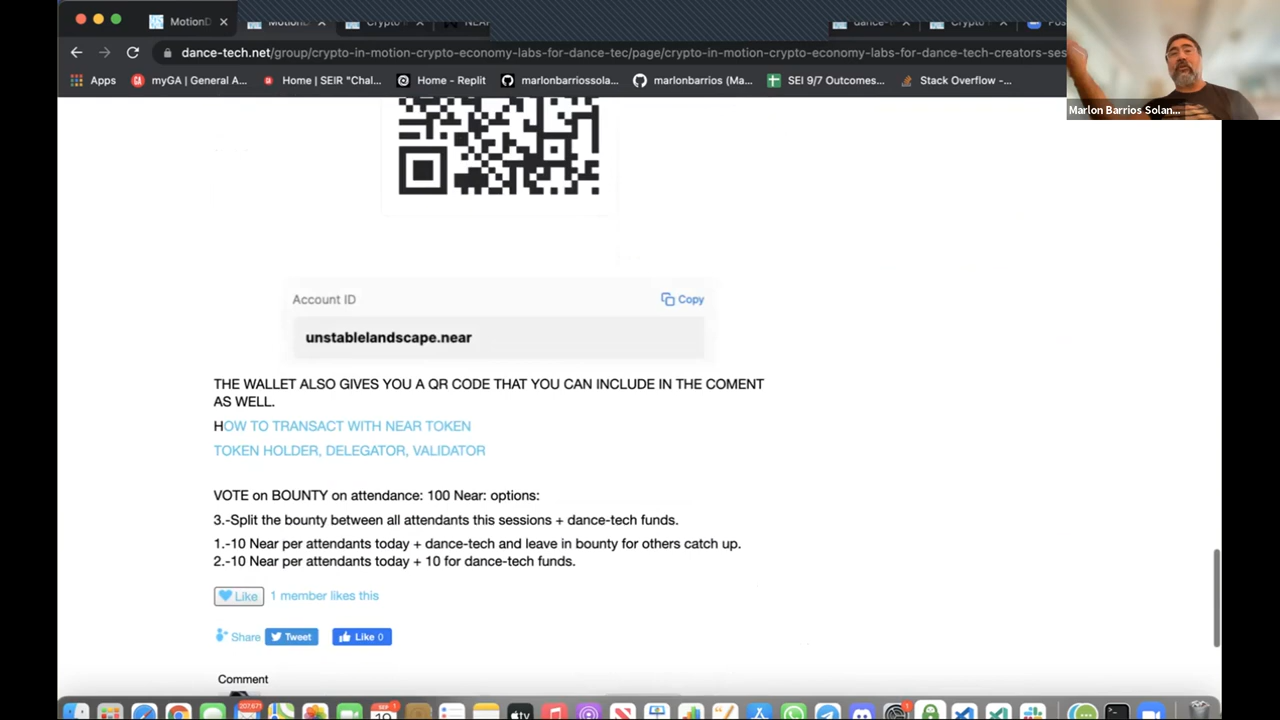 MotionD
Crypto
dance-tech.net/group/crypto-in-motion-crypto-economy-labs-for-dance-tec/page/crypto-in-motion-crypto-economy-labs-for-dance-tech-creators-ses
Apps
myGA | General A...
Home | SEIR "Chal...
Home - Replit
marlonbarriossola...
marlonbarrios (Ma...
SEI 9/7 Outcomes...
Stack Overflow -...
Marlon Barrios Solan...
Account ID
Copy
unstablelandscape.near
THE WALLET ALSO GIVES YOU A QR CODE THAT YOU CAN INCLUDE IN THE COMENT
AS WELL.
HOW TO TRANSACT WITH NEAR TOKEN
TOKEN HOLDER, DELEGATOR, VALIDATOR
VOTE on BOUNTY on attendance: 100 Near: options:
3.-Split the bounty between all attendants this sessions + dance-tech funds.
1.-10 Near per attendants today + dance-tech and leave in bounty for others catch up.
2.-10 Near per attendants today + 10 for dance-tech funds.
Like
1 member likes this
Share
Tweet
Like 0
Comment